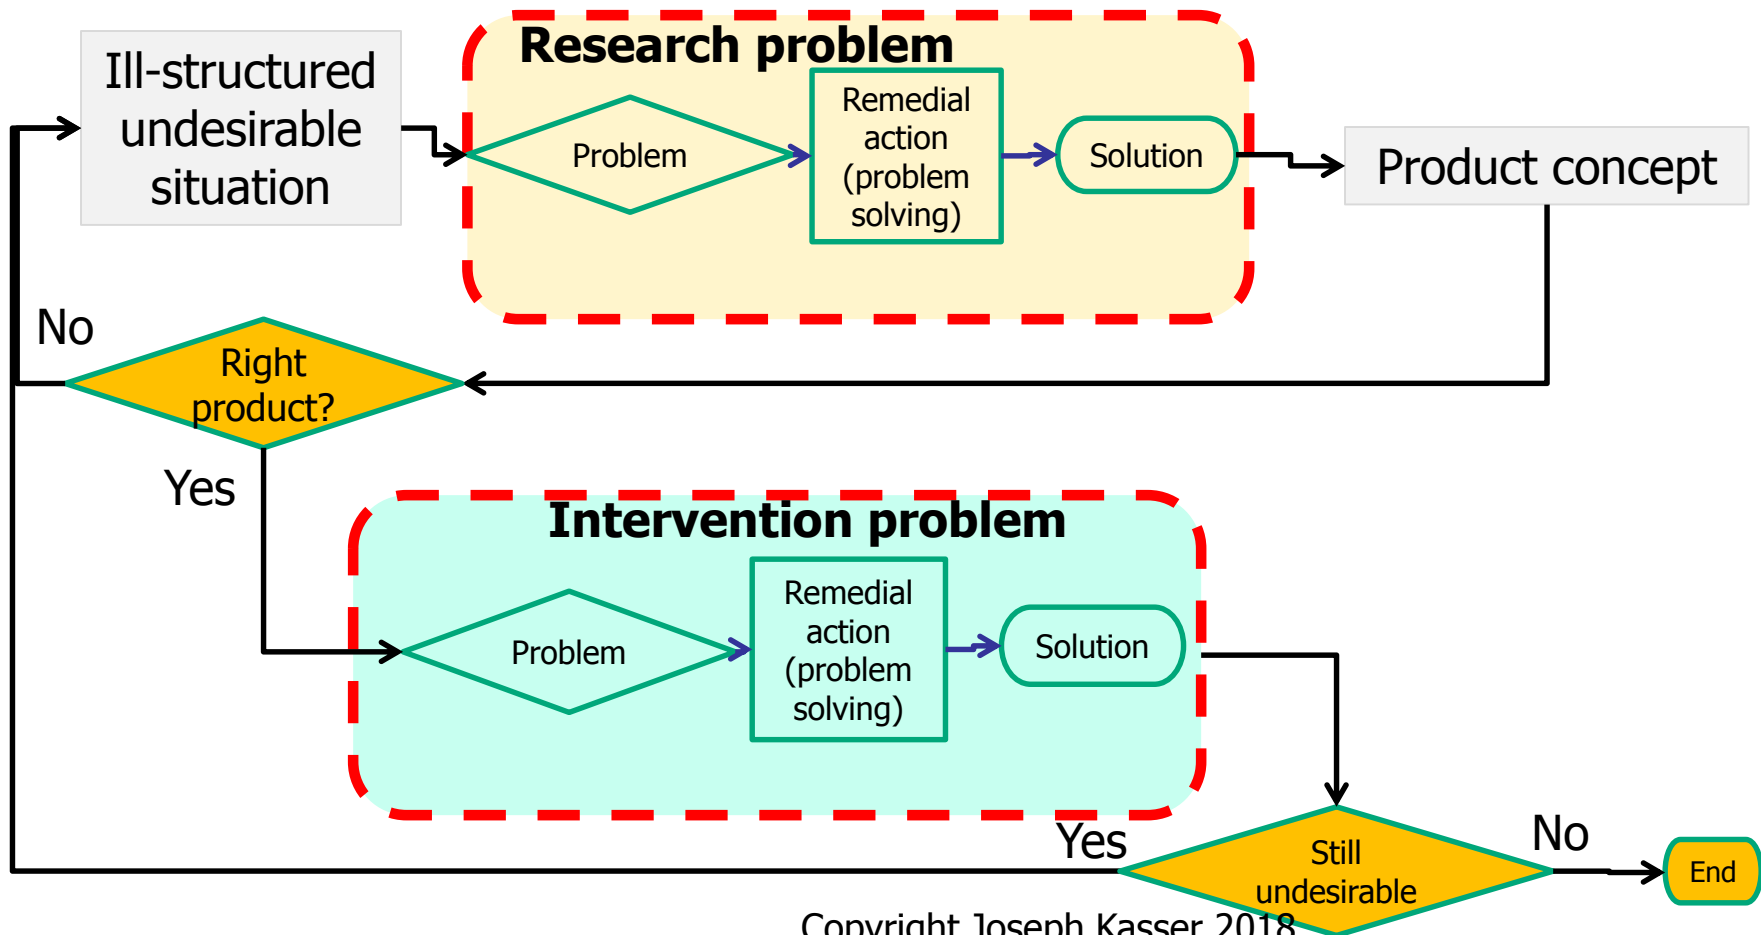 Research problem
Ill-structured
undesirable
situation
Problem
Remedial
action
(problem
solving)
Solution
Product concept
No
Right
product?
Yes
Intervention problem
Problem
Remedial
action
(problem
solving)
Solution
Yes
Still
undesirable
No
End
Copyright Joseph Kasser 2018